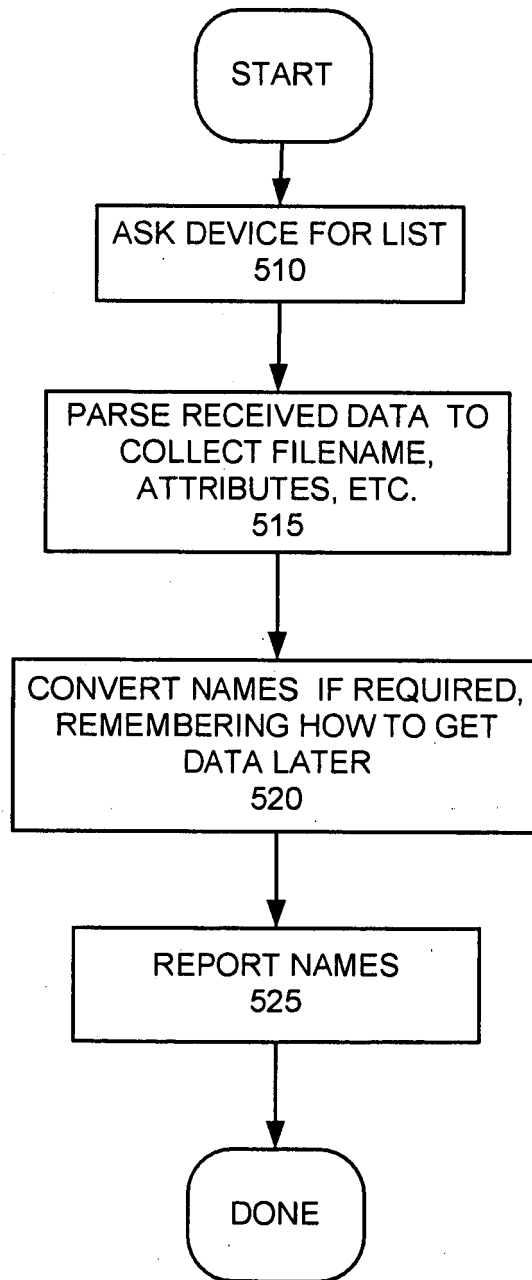 START
ASK DEVICE FOR LIST
510
PARSE RECEIVED DATA TO
COLLECT FILENAME,
ATTRIBUTES, ETC.
515
CONVERT NAMES IF REQUIRED,
REMEMBERING HOW TO GET
DATA LATER
520
REPORT NAMES
525
DONE